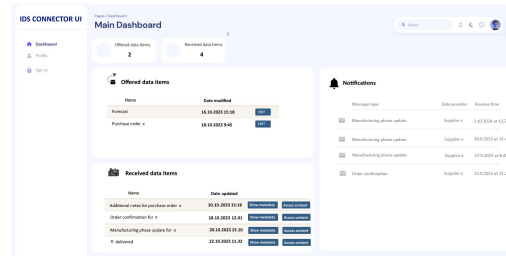 IDS CONNECTOR UI
Dashboard
Profile
Sign In
Pages / Dashboard
Main Dashboard
Search
Offered data items
2
Received data items
4
Offered data items
Name Date modified
Forecast 16.10.2023 15:18 EDIT
Purchase order x 18.10.2023 9:45 EDIT
Received data items
Name Date updated
Additional notes for purchase order x 10.10.2023 15:18 Show metadata Access content
Order confirmation for x 18.10.2023 12.01 Show metadata Access content
Manufacturing phase update for x 20.10.2023 15.10 Show metadata Access content
X delivered 22.10.2023 11.32 Show metadata Access content
Notifications
Message type Data provider Receive time
Manufacturing phase update Supplier x
Manufacturing phase update Supplier x
Manufacturing phase update Supplier x
Order confirmation Supplier x